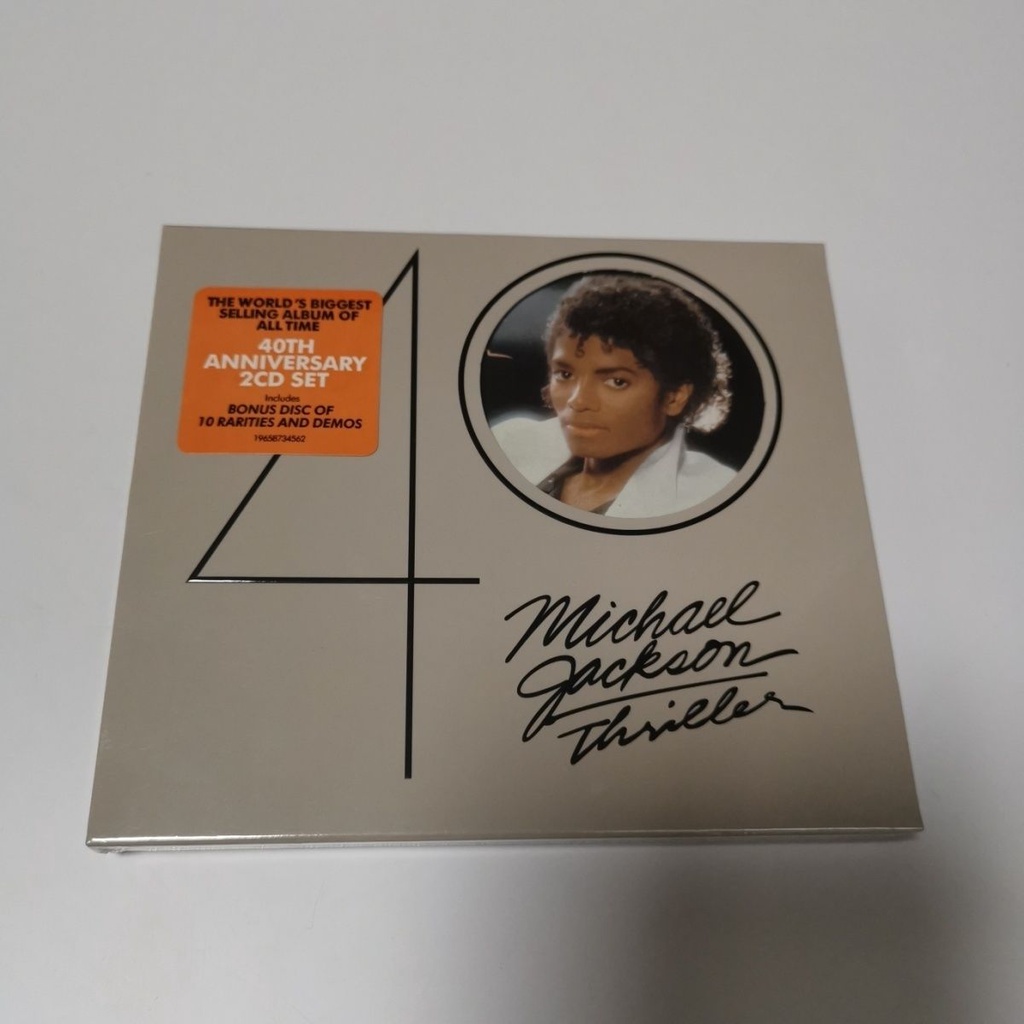 40
THE WORLD'S BIGGEST
SELLING ALBUM OF
ALL TIME
40TH
ANNIVERSARY
2CD SET
Includes
BONUS DISC OF
10 RARITIES AND DEMOS
19658734562
Michael
Jackson
Thriller